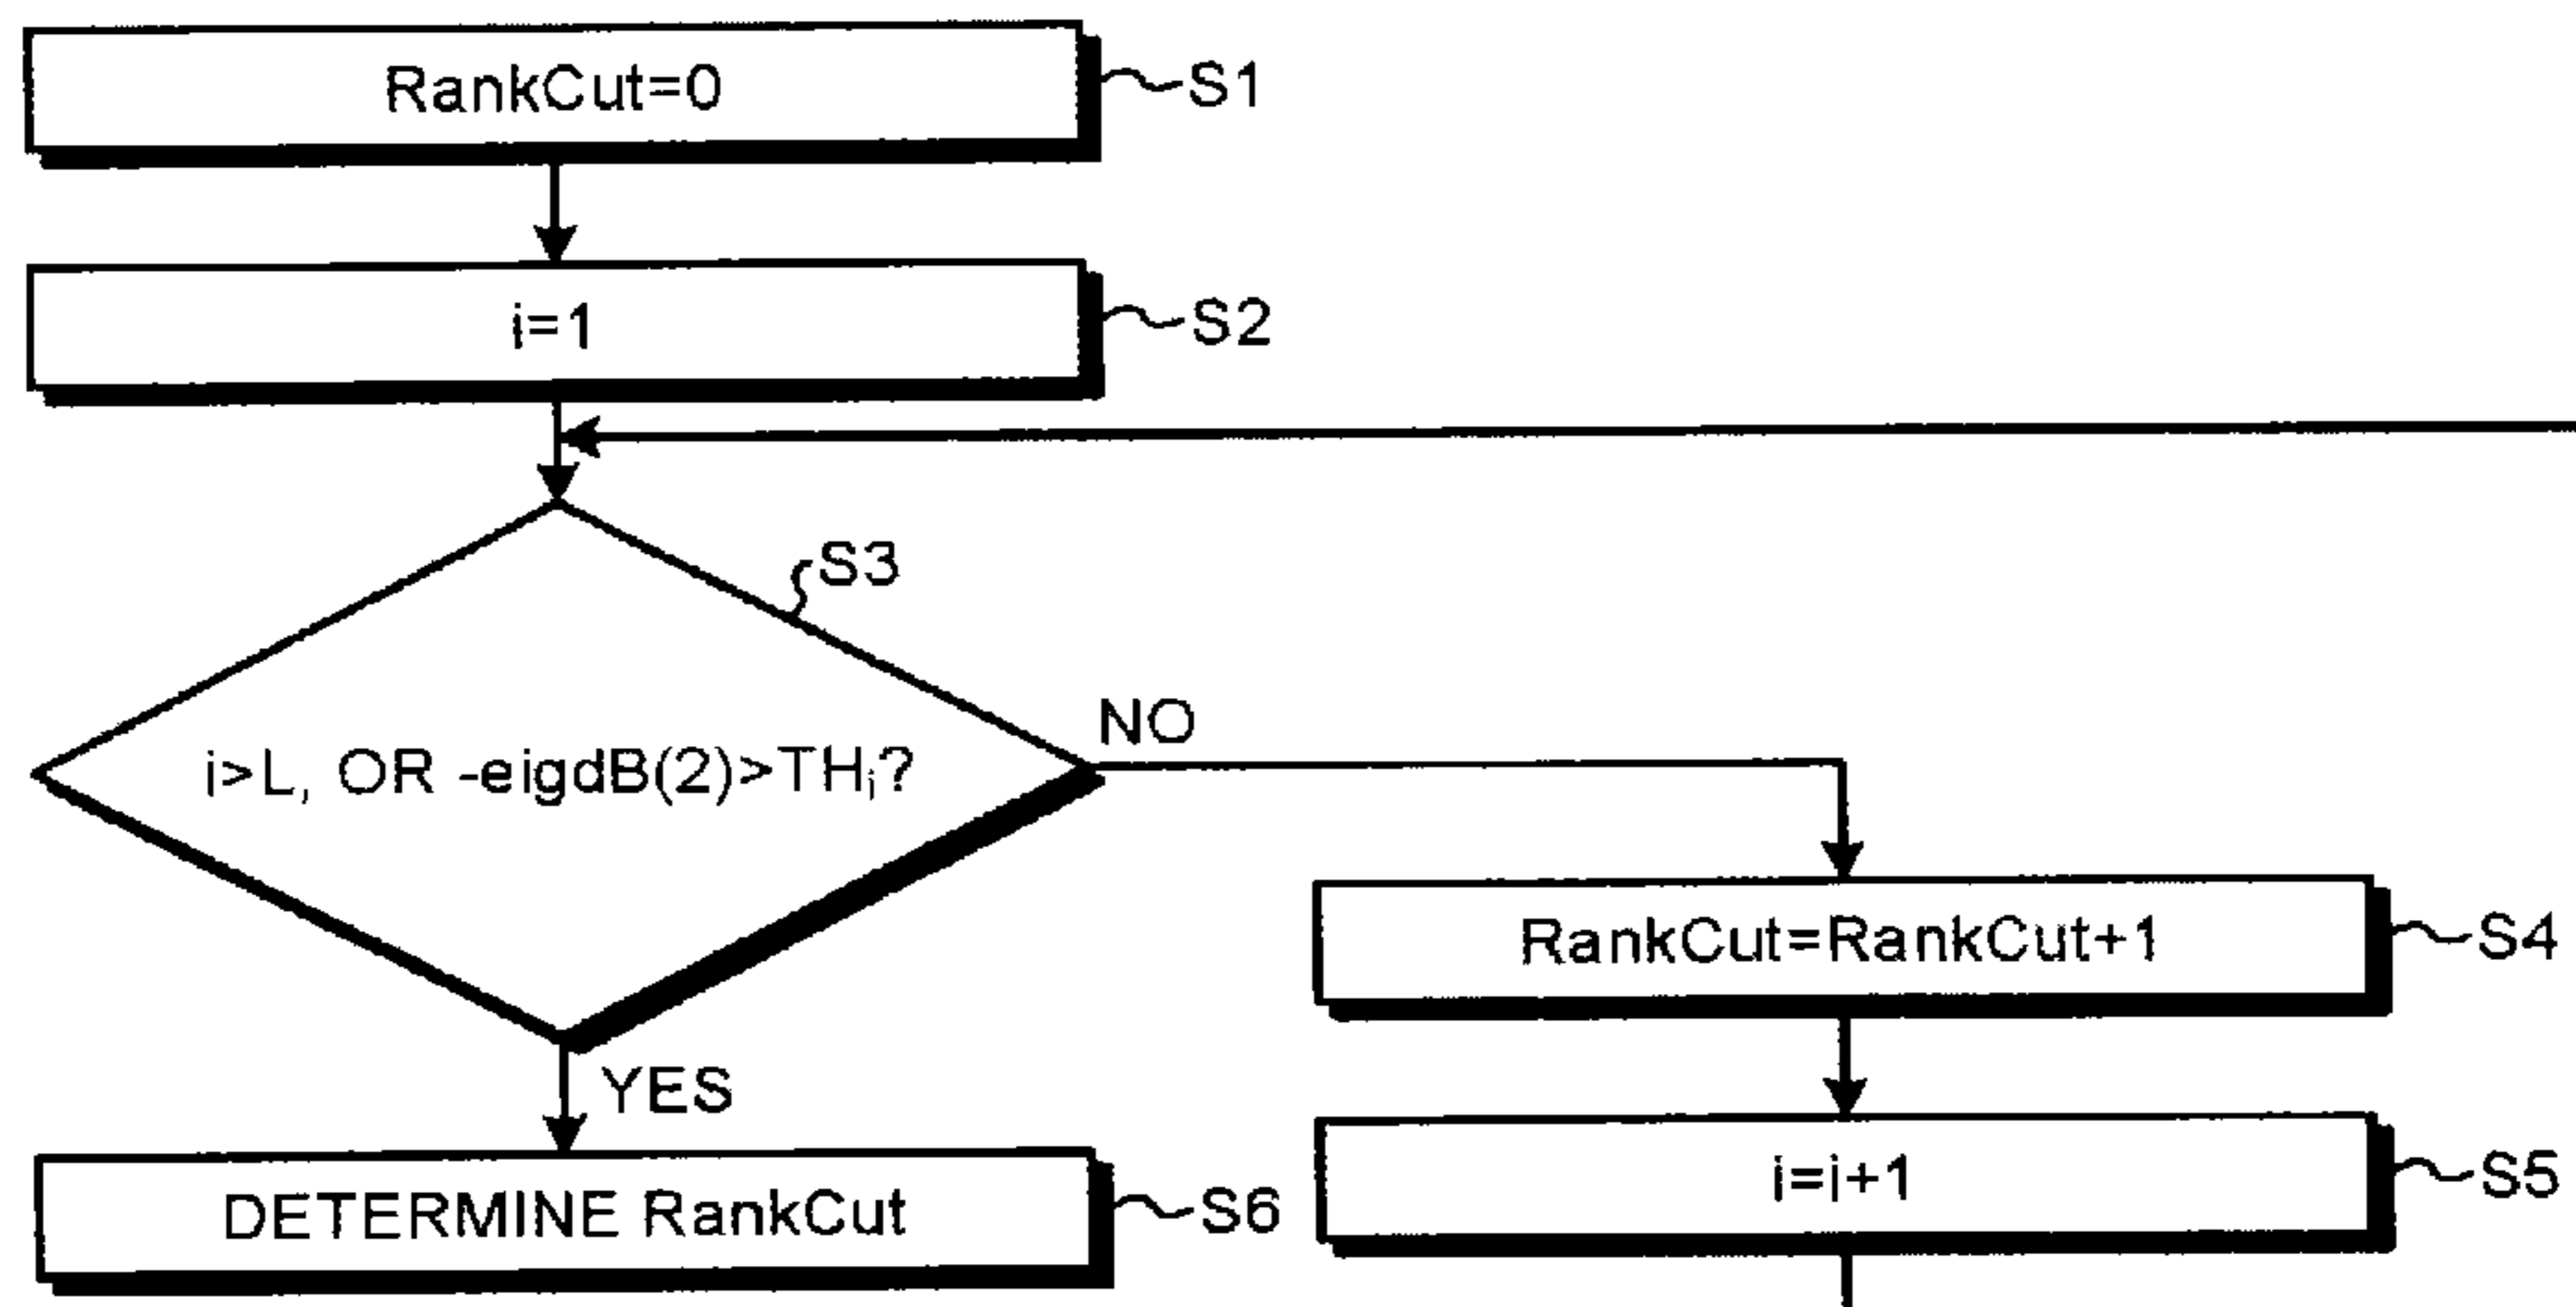 RankCut=0
S1
i=1
S2
S3
i>L, OR -eigdB(2)>THi?
NO
RankCut=RankCut+1
S4
YES
i=i+1
S5
DETERMINE RankCut
S6